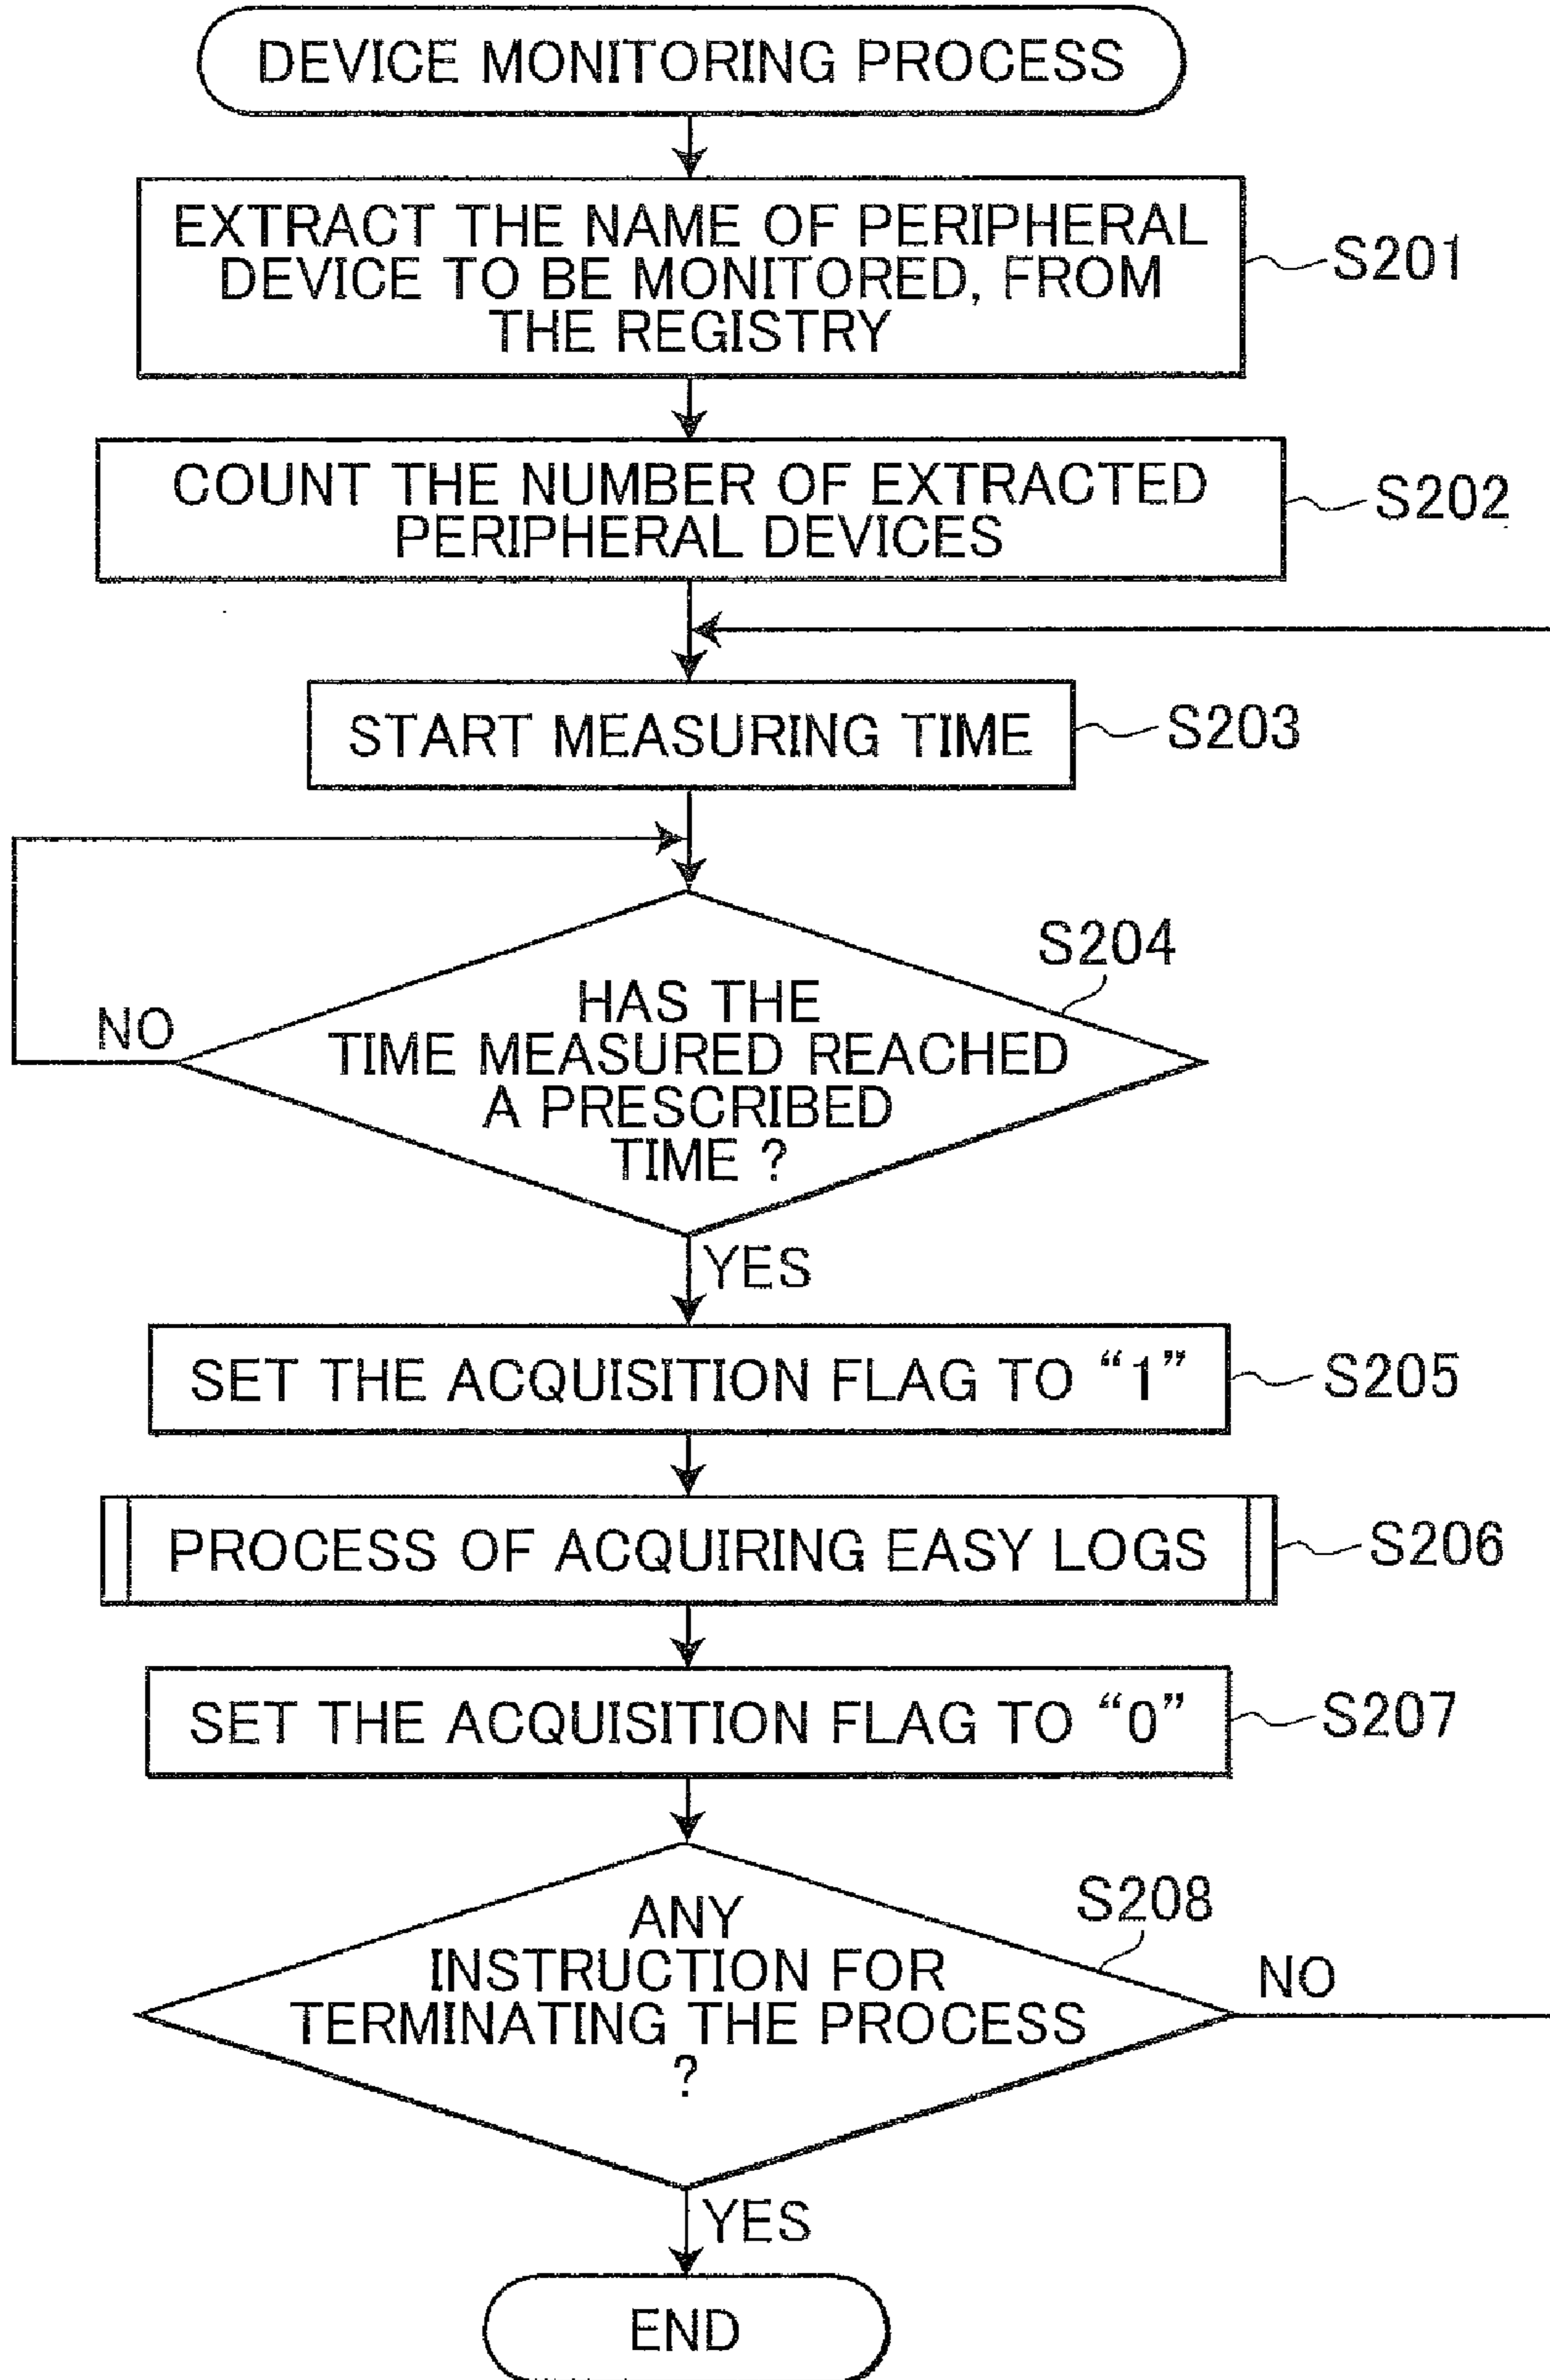 DEVICE MONITORING PROCESS
EXTRACT THE NAME OF PERIPHERAL
DEVICE TO BE MONITORED, FROM
THE REGISTRY
S201
COUNT THE NUMBER OF EXTRACTED
PERIPHERAL DEVICES
S202
START MEASURING TIME
S203
S204
HAS THE
TIME MEASURED REACHED
A PRESCRIBED
TIME ?
NO
YES
SET THE ACQUISITION FLAG TO “1”
S205
PROCESS OF ACQUIRING EASY LOGS
S206
SET THE ACQUISITION FLAG TO “0”
S207
S208
ANY
INSTRUCTION FOR
TERMINATING THE PROCESS
?
NO
YES
END